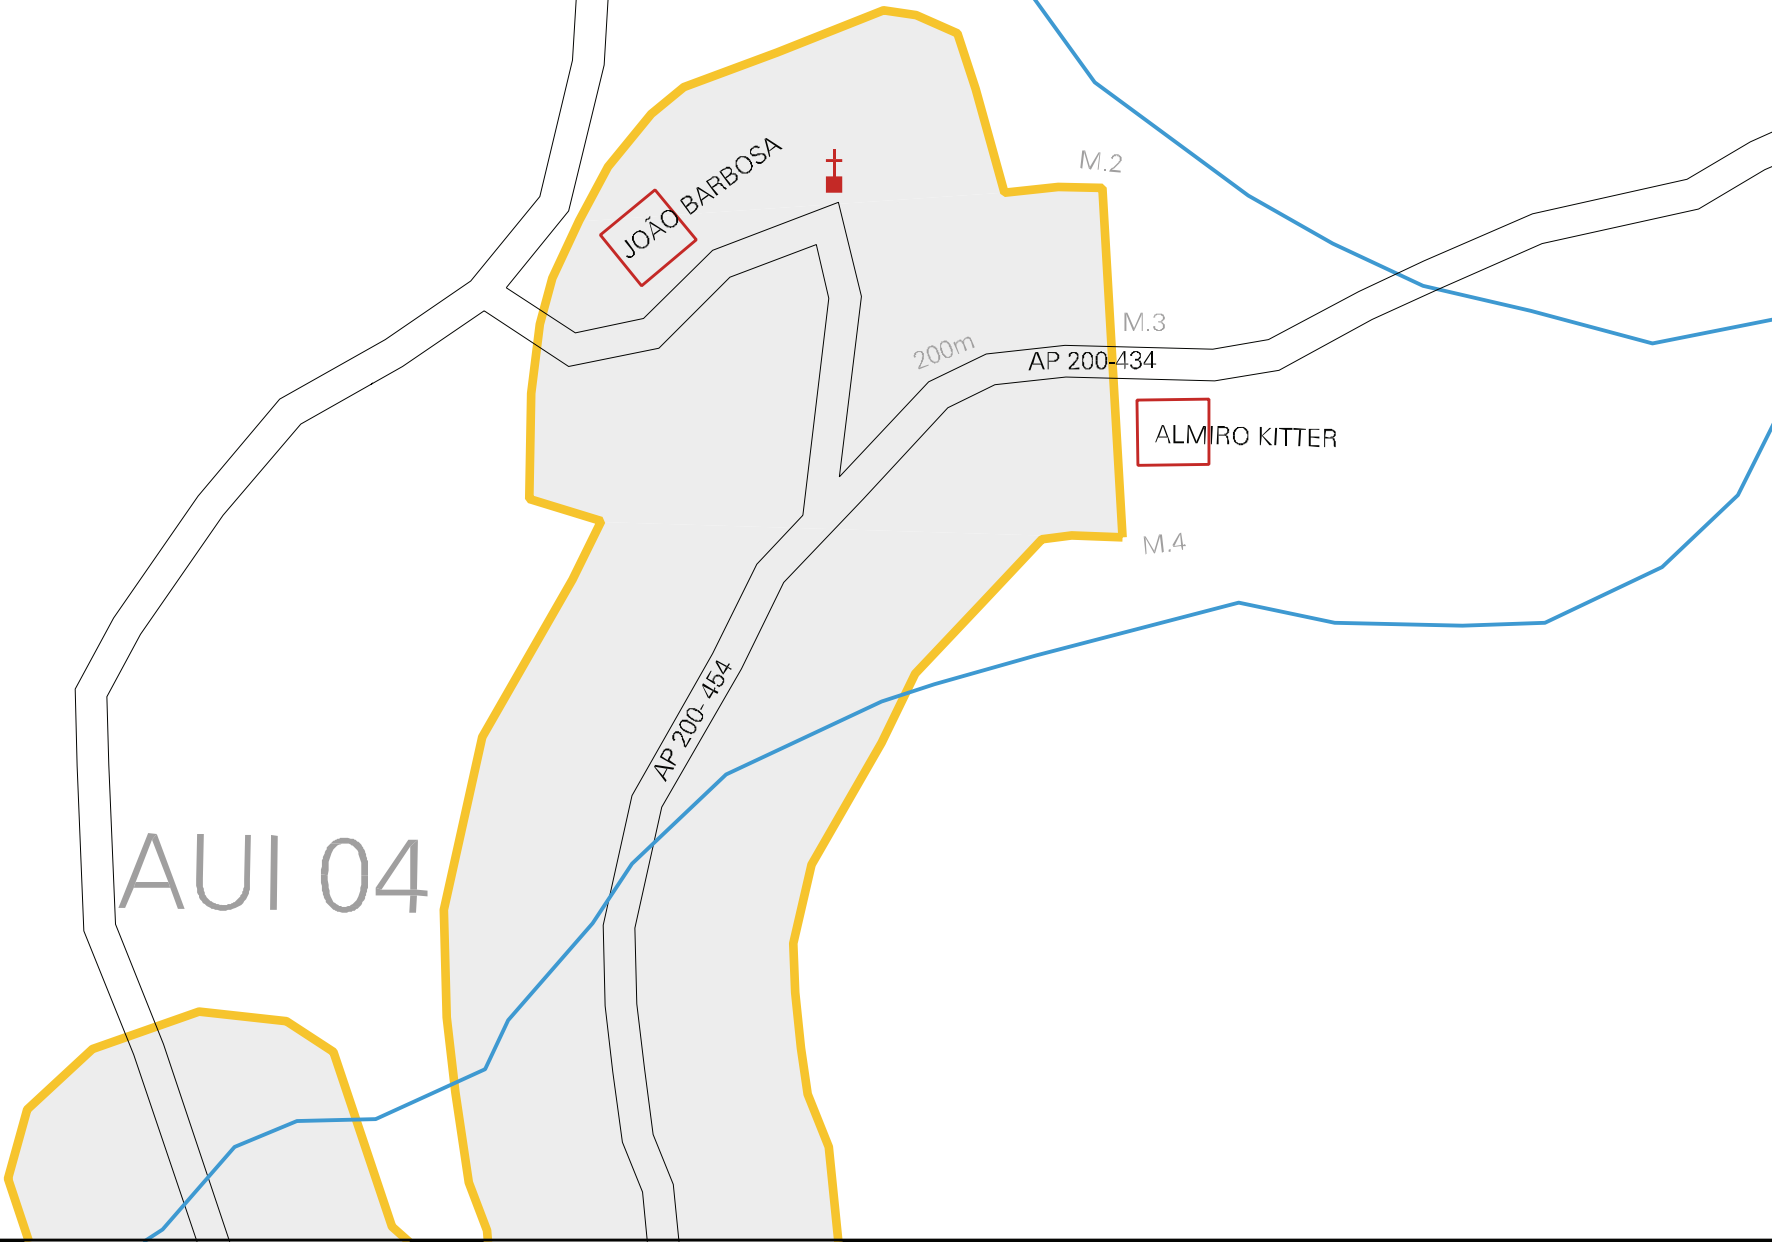 JOÃO BARBOSA
M.2
M.3
200m
AP 200-434
ALMIRO KITTER
M.4
AP 200- 454
AUI 04